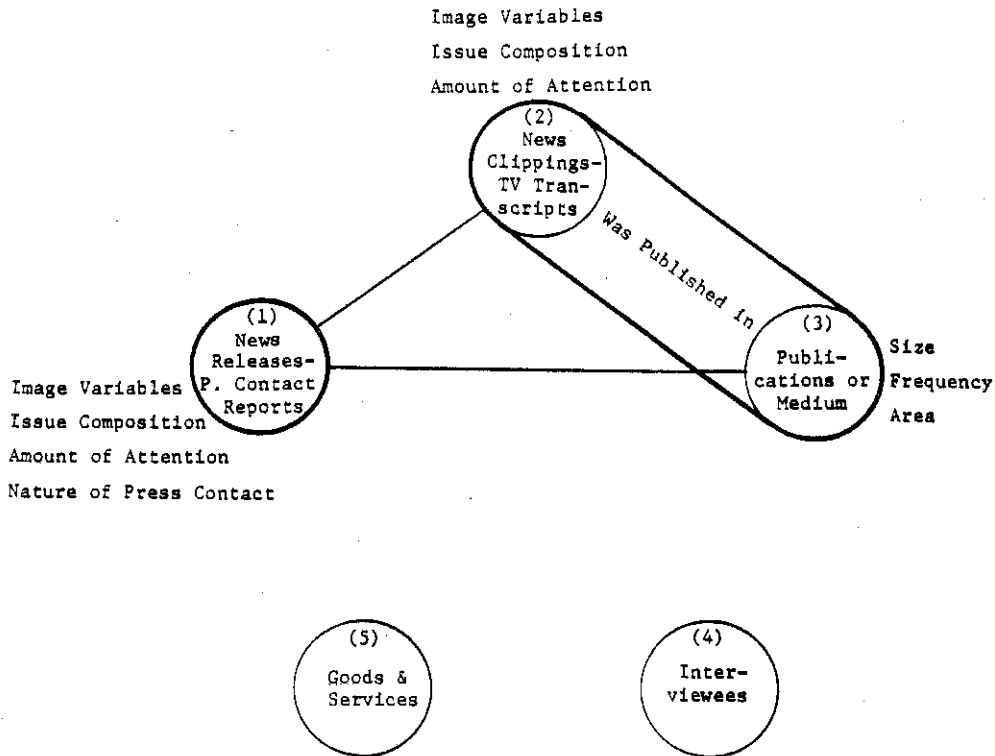 Image Variables
Issue Composition
Amount of Attention
(2)
News
Clippings-
TV Tran-
scripts
Was Published in
(1)
News
Releases-
P. Contact
Reports
Image Variables
Issue Composition
Amount of Attention
Nature of Press Contact
(3)
Publi-
cations or
Medium
Size
Frequency
Area
(5)
Goods &
Services
(4)
Inter-
viewees